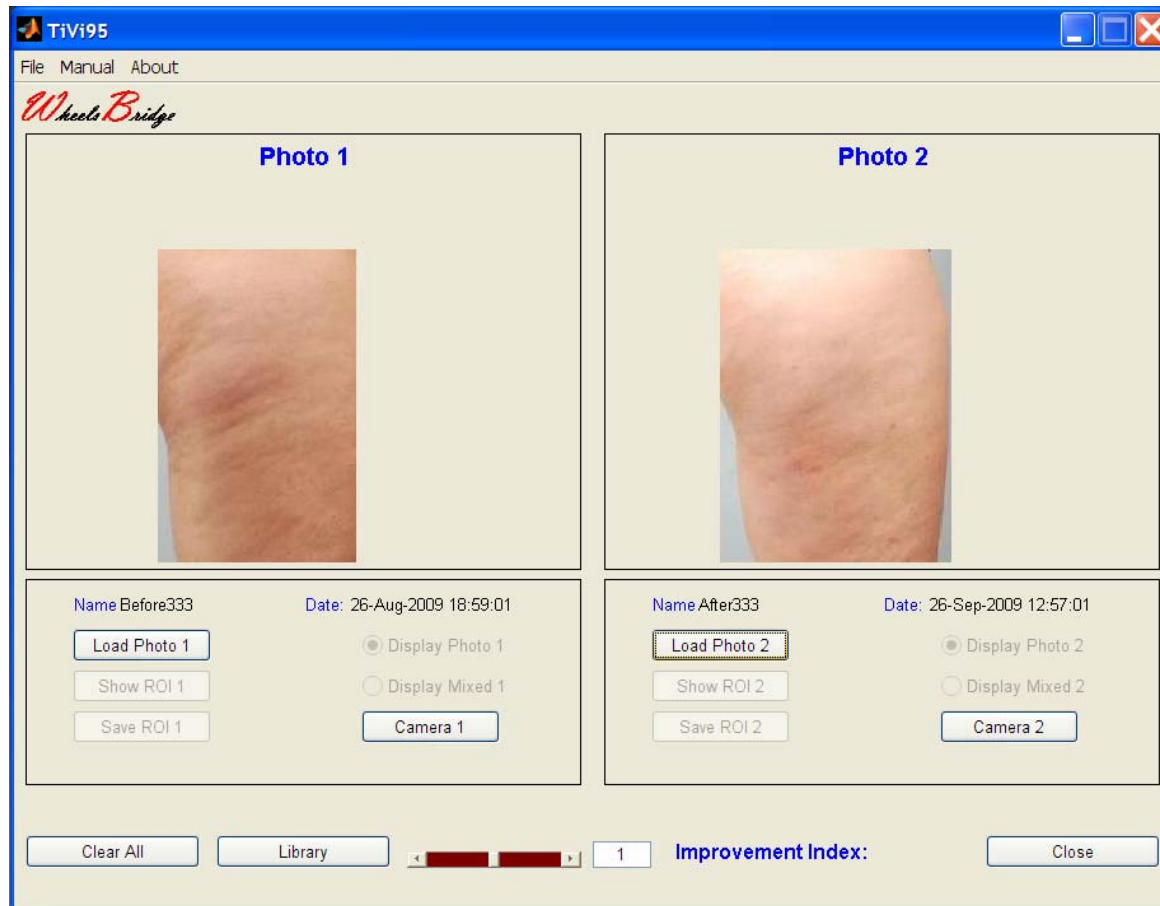 TiVi95
File Manual About
WheelsBridge
Photo 1
Photo 2
Name Before333 Date: 26-Aug-2009 18:59:01
Load Photo 1 Display Photo 1
Show ROI 1 Display Mixed 1
Save ROI 1 Camera 1
Name After333 Date: 26-Sep-2009 12:57:01
Load Photo 2 Display Photo 2
Show ROI 2 Display Mixed 2
Save ROI 2 Camera 2
Clear All Library 1 Improvement Index: Close